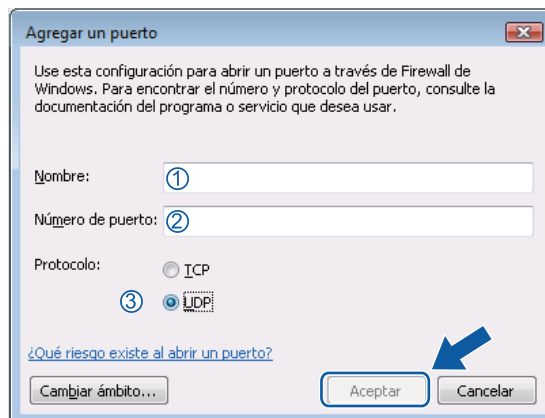 Agregar un puerto
Use esta configuración para abrir un puerto a través de Firewall de
Windows. Para encontrar el número y protocolo del puerto, consulte la
documentación del programa o servicio que desea usar.
Nombre: ①
Número de puerto: ②
Protocolo: TCP
③ UDP
¿Qué riesgo existe al abrir un puerto?
Cambiar ámbito... Aceptar Cancelar